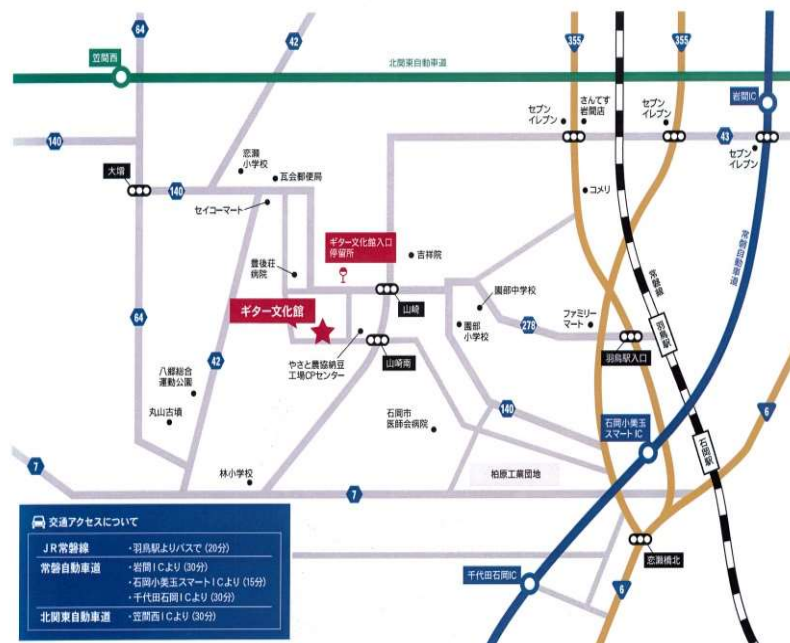 64
42
355
355
笠間西
北関東自動車道
岩間IC
セブン
イレブン
さんてす
岩間店
セブン
イレブン
43
セブン
イレブン
140
大増
恋瀬
小学校
瓦会郵便局
140
セイコーマート
コメリ
ギター文化館入口
停留所
吉祥院
常磐線
常磐自動車道
豊後荘
病院
山崎
園部中学校
ギター文化館
園部
小学校
278
ファミリー
マート
羽鳥駅
羽鳥駅入口
64
42
やさと農協納豆
工場CPセンター
山崎南
八郷総合
運動公園
丸山古墳
石岡市
医師会病院
140
石岡小美玉
スマートIC
6
石岡駅
7
林小学校
柏原工業団地
7
恋瀬橋北
千代田石岡IC
6
交通アクセスについて
JR常磐線 ・羽鳥駅よりバスで(20分)
常磐自動車道 ・岩間ICより(30分)
・石岡小美玉スマートICより(15分)
・千代田石岡ICより(30分)
北関東自動車道 ・笠間西ICより(30分)